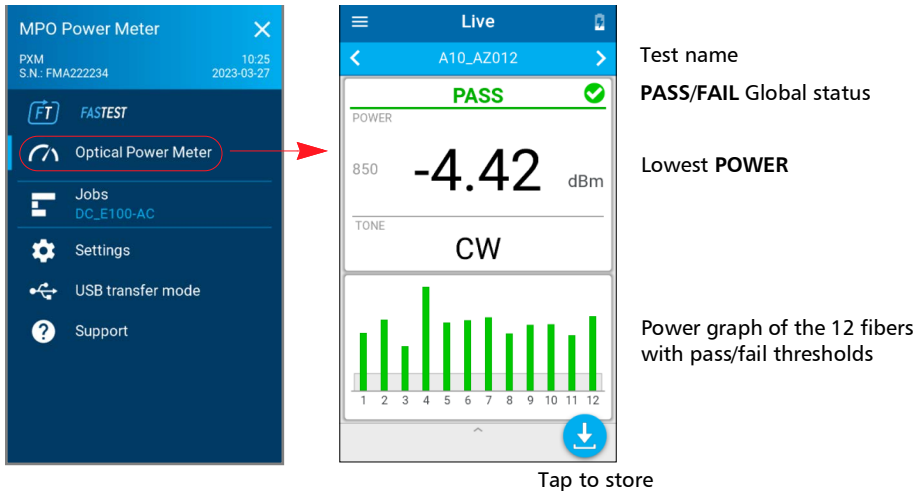 MPO Power Meter
PXM 10:25
S.N.: FMA222234 2023-03-27
FT FASTEST
Optical Power Meter
Jobs
DC_E100-AC
Settings
USB transfer mode
? Support
Live
A10_AZ012
PASS
POWER
850 -4.42 dBm
TONE
CW
1 2 3 4 5 6 7 8 9 10 11 12
Test name
PASS/FAIL Global status
Lowest POWER
Power graph of the 12 fibers
with pass/fail thresholds
Tap to store